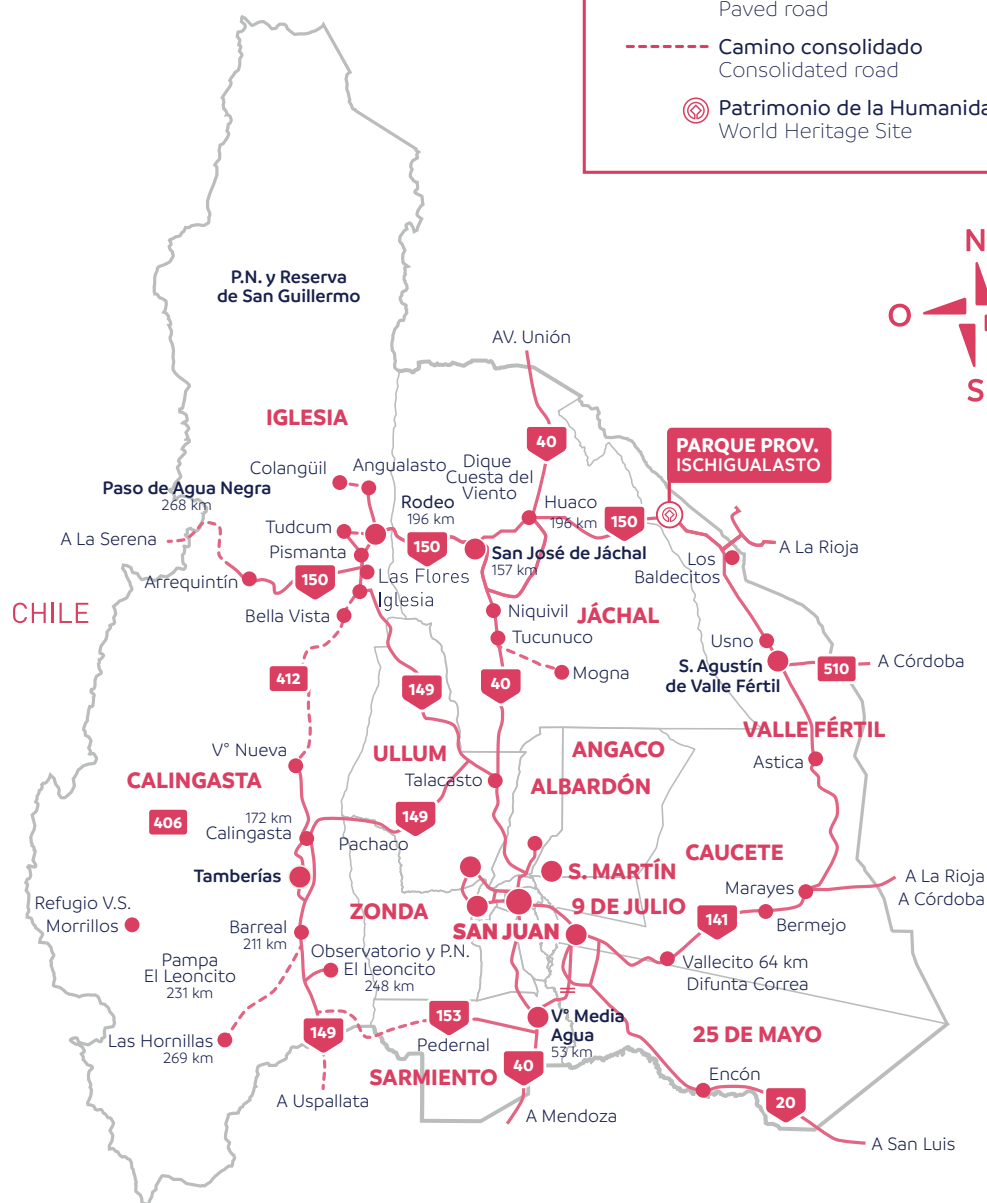 Paved road
Camino consolidado
Consolidated road
Patrimonio de la Humanida
World Heritage Site
N
O
S
P.N. y Reserva
de San Guillermo
AV. Unión
IGLESIA
40
PARQUE PROV.
ISCHIGUALASTO
Colangüil
Angualasto
Dique
Cuesta del
Viento
Paso de Agua Negra
268 km
Rodeo
196 km
Huaco
196 km
150
A La Serena
Tudcum
Pismanta
150
San José de Jáchal
157 km
A La Rioja
Los
Baldecitos
Arrequintín
150
Las Flores
Iglesia
CHILE
Bella Vista
Niquivil
JÁCHAL
Tucunuco
Usno
Mogna
S. Agustín
de Valle Fértil
510
A Córdoba
412
149
40
VALLE FÉRTIL
V° Nueva
ULLUM
ANGACO
Astica
CALINGASTA
Talacasto
ALBARDÓN
406
172 km
Calingasta
149
Pachaco
CAUCETE
Tamberías
S. MARTÍN
Marayes
A La Rioja
A Córdoba
Refugio V.S.
Morrillos
ZONDA
9 DE JULIO
141
Bermejo
Barreal
211 km
SAN JUAN
Observatorio y P.N.
El Leoncito
248 km
Vallecito 64 km
Difunta Correa
Pampa
El Leoncito
231 km
Las Hornillas
269 km
149
153
Pedernal
V° Media
Agua
53 km
25 DE MAYO
SARMIENTO
40
Encón
A Uspallata
A Mendoza
20
A San Luis